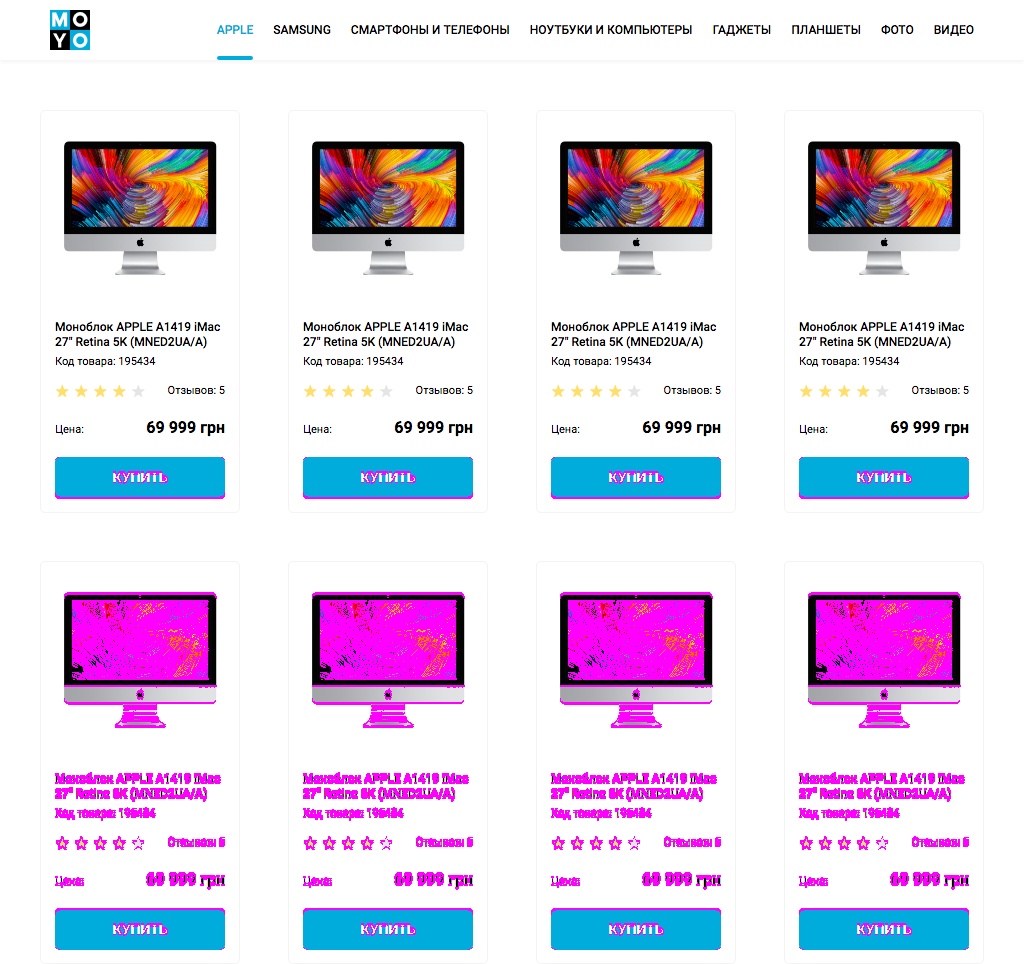 MO
YO
APPLE SAMSUNG СМАРТФОНЫ И ТЕЛЕФОНЫ НОУТБУКИ И КОМПЬЮТЕРЫ ГАДЖЕТЫ ПЛАНШЕТЫ ФОТО ВИДЕО
Моноблок APPLE A1419 iMac
27" Retina 5K (MNED2UA/A)
Код товара: 195434
Отзывов: 5
Цена: 69 999 грн
КУПИТЬ
Моноблок APPLE A1419 iMac
27" Retina 5K (MNED2UA/A)
Код товара: 195434
Отзывов: 5
Цена: 69 999 грн
КУПИТЬ
Моноблок APPLE A1419 iMac
27" Retina 5K (MNED2UA/A)
Код товара: 195434
Отзывов: 5
Цена: 69 999 грн
КУПИТЬ
Моноблок APPLE A1419 iMac
27" Retina 5K (MNED2UA/A)
Код товара: 195434
Отзывов: 5
Цена: 69 999 грн
КУПИТЬ
Моноблок APPLE A1419 iMac
27" Retina 5K (MNED2UA/A)
Код товара: 195434
Отзывов: 5
Цена: 69 999 грн
КУПИТЬ
Моноблок APPLE A1419 iMac
27" Retina 5K (MNED2UA/A)
Код товара: 195434
Отзывов: 5
Цена: 69 999 грн
КУПИТЬ
Моноблок APPLE A1419 iMac
27" Retina 5K (MNED2UA/A)
Код товара: 195434
Отзывов: 5
Цена: 69 999 грн
КУПИТЬ
Моноблок APPLE A1419 iMac
27" Retina 5K (MNED2UA/A)
Код товара: 195434
Отзывов: 5
Цена: 69 999 грн
КУПИТЬ